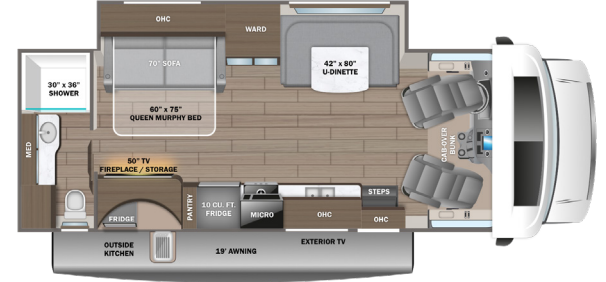 OHC
WARD
70" SOFA
42" x 80"
U-DINETTE
30" x 36"
SHOWER
60" x 75"
QUEEN MURPHY BED
MED
CAB-OVER
BUNK
50" TV
FIREPLACE / STORAGE
PANTRY
10 CU. FT.
FRIDGE
MICRO
STEPS
FRIDGE
OHC
OHC
OUTSIDE
KITCHEN
19' AWNING
EXTERIOR TV